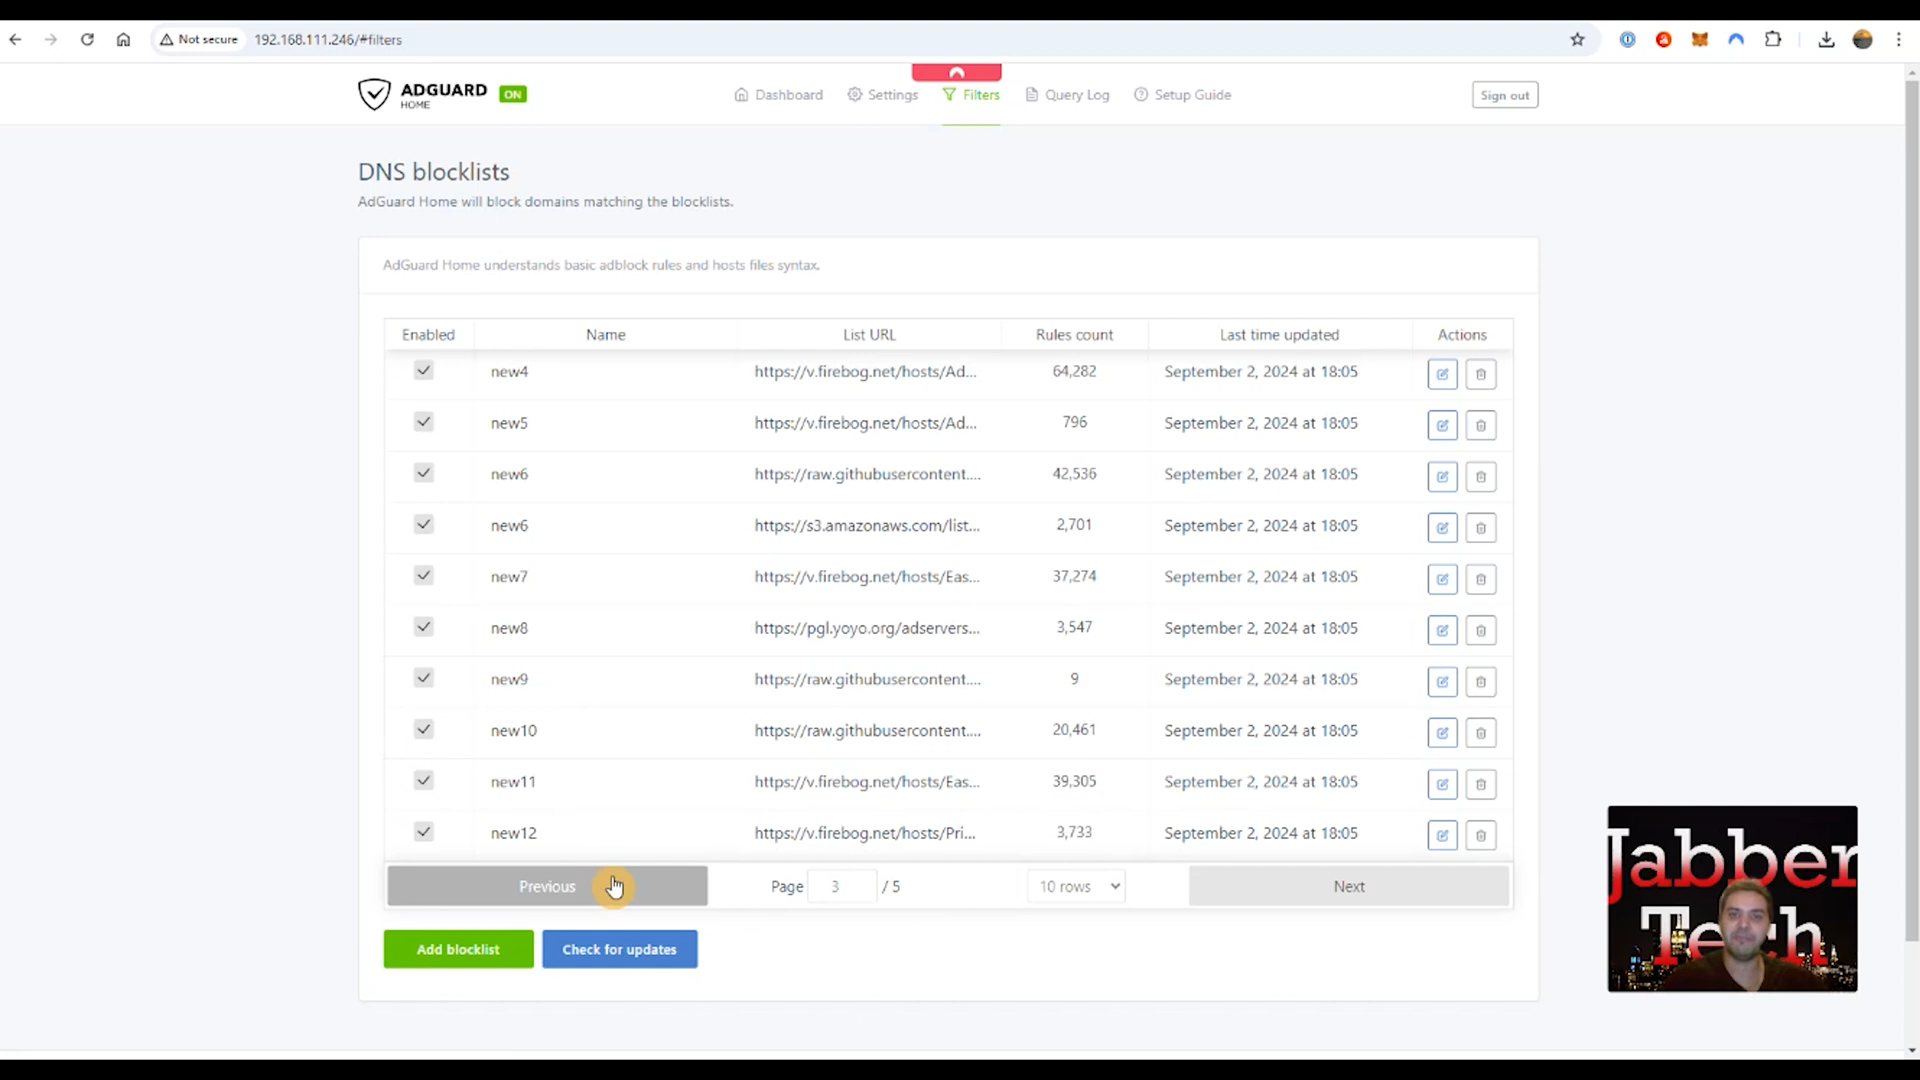 Not secure 192.168.111.246/#filters
ADGUARD
HOME
ON
Dashboard Settings Filters Query Log Setup Guide Sign out
DNS blocklists
AdGuard Home will block domains matching the blocklists.
AdGuard Home understands basic adblock rules and hosts files syntax.
Enabled Name List URL Rules count Last time updated Actions
new4 https://v.firebog.net/hosts/Ad... 64,282 September 2, 2024 at 18:05
new5 https://v.firebog.net/hosts/Ad... 796 September 2, 2024 at 18:05
new6 https://raw.githubusercontent.... 42,536 September 2, 2024 at 18:05
new6 https://s3.amazonaws.com/list... 2,701 September 2, 2024 at 18:05
new7 https://v.firebog.net/hosts/Eas... 37,274 September 2, 2024 at 18:05
new8 https://pgl.yoyo.org/adservers... 3,547 September 2, 2024 at 18:05
new9 https://raw.githubusercontent.... 9 September 2, 2024 at 18:05
new10 https://raw.githubusercontent.... 20,461 September 2, 2024 at 18:05
new11 https://v.firebog.net/hosts/Eas... 39,305 September 2, 2024 at 18:05
new12 https://v.firebog.net/hosts/Pri... 3,733 September 2, 2024 at 18:05
Previous Page 3 / 5 10 rows Next
Add blocklist Check for updates
Jabber
Tech